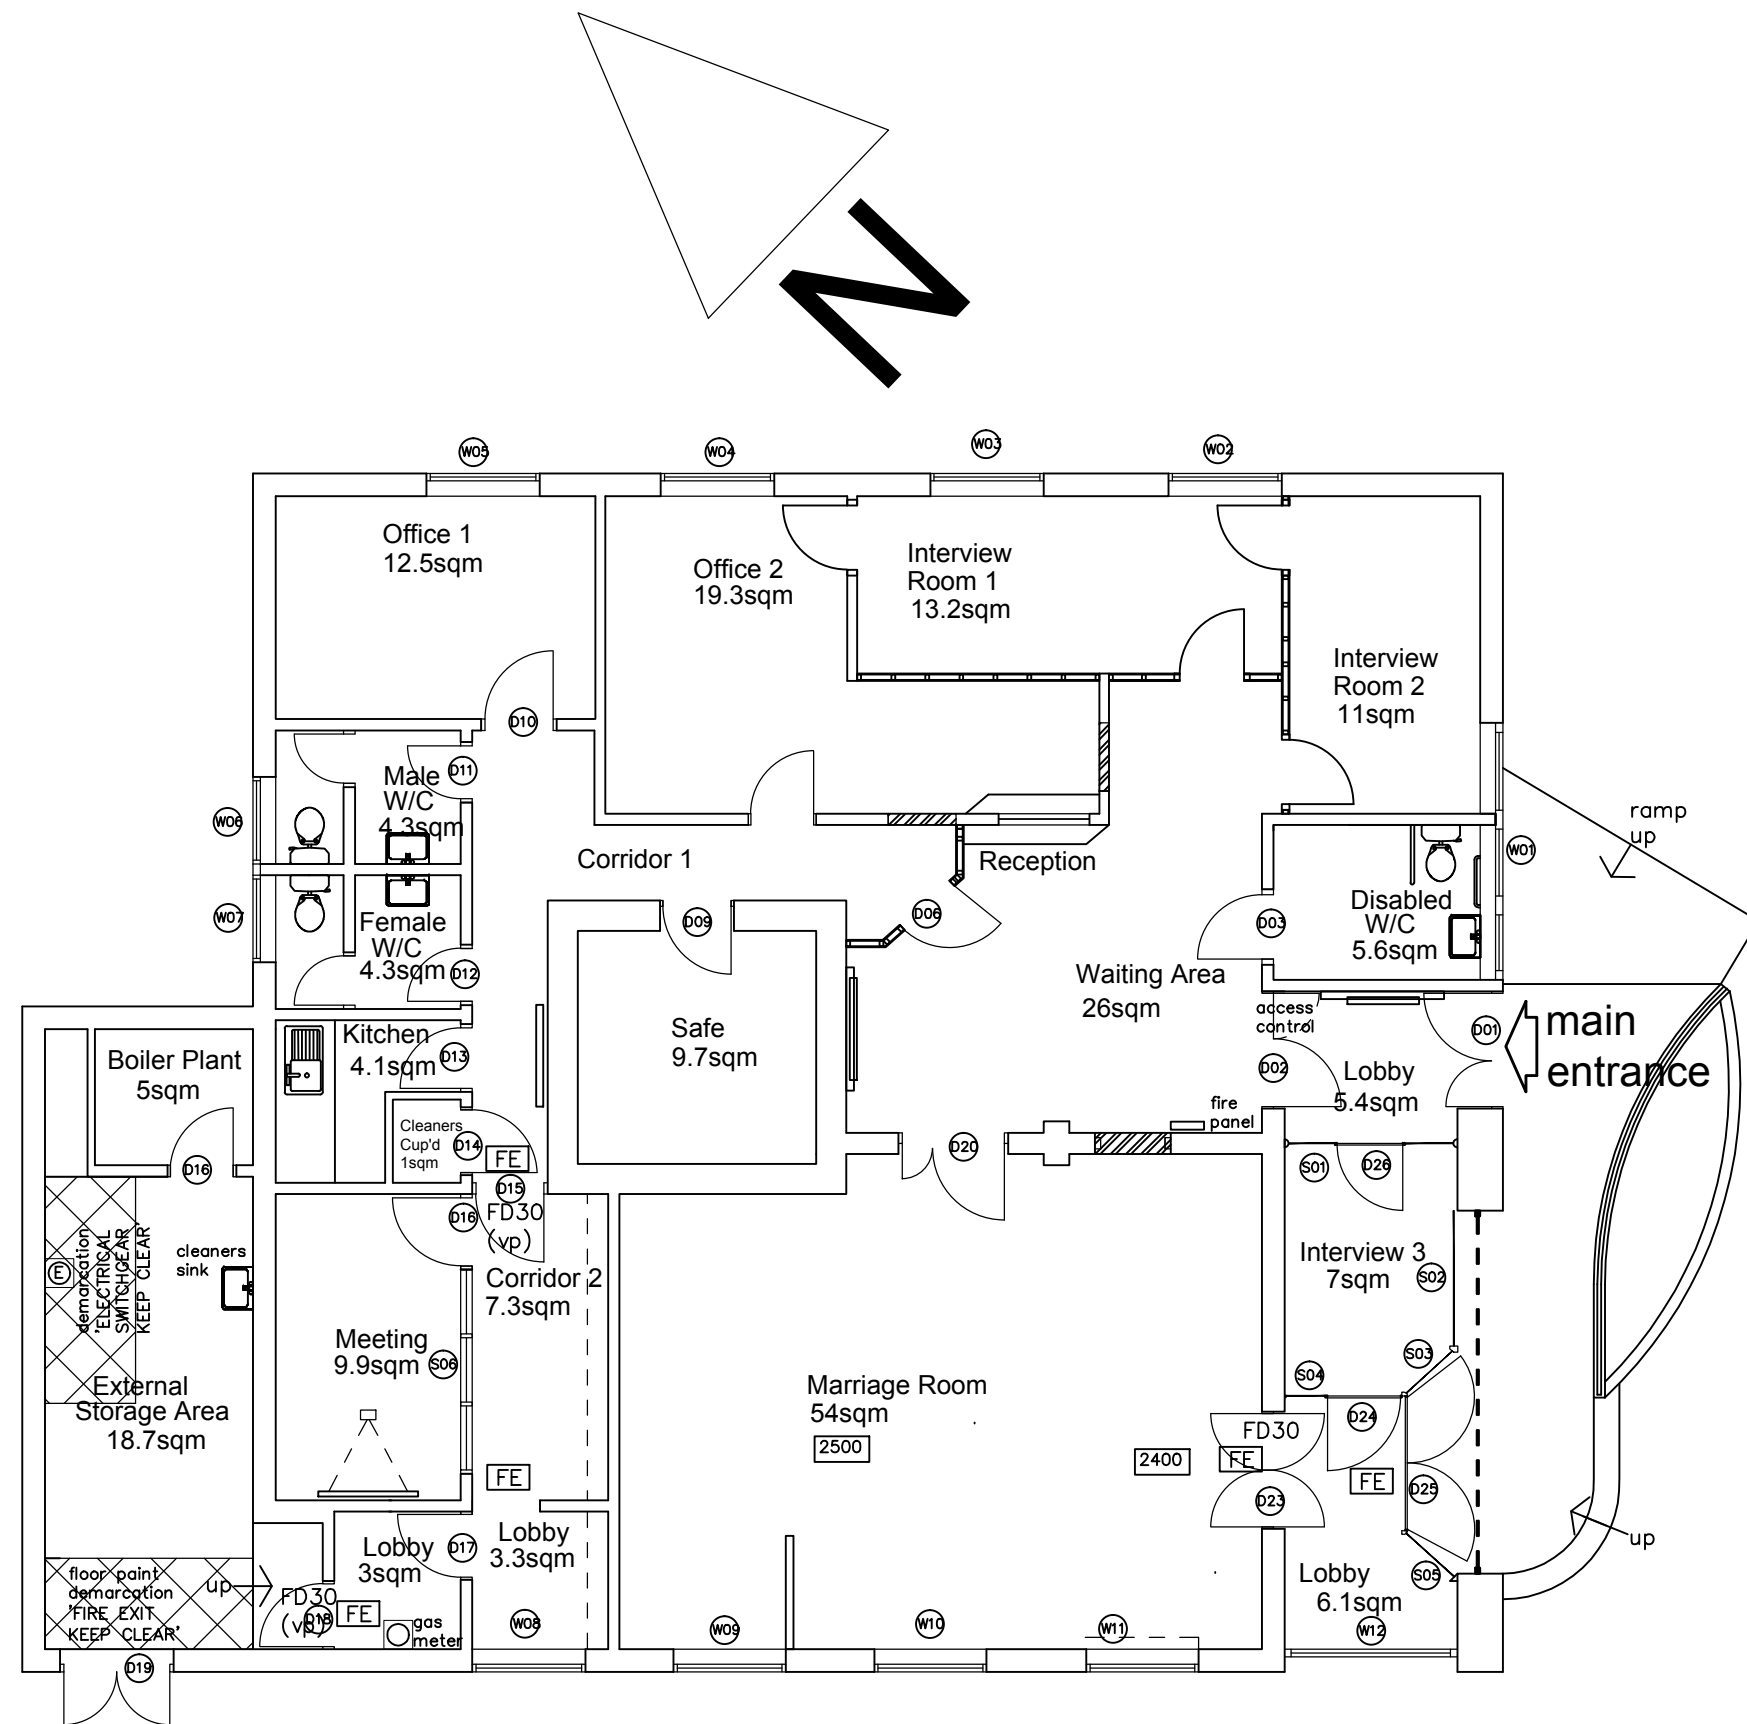 N
W05
W04
W03
W02
Office 1
12.5sqm
Office 2
19.3sqm
Interview
Room 1
13.2sqm
Interview
Room 2
11sqm
D10
D11
Male
W/C
4.3sqm
W06
Corridor 1
Reception
ramp
up
W01
W07
Female
W/C
4.3sqm
D12
D09
D06
D03
Disabled
W/C
5.6sqm
Waiting Area
26sqm
access
control
D01
main
entrance
Boiler Plant
5sqm
Kitchen
4.1sqm
D13
Safe
9.7sqm
D02
Lobby
5.4sqm
fire
panel
Cleaners
Cup'd
1sqm
D14
FE
D20
D16
D15
S01
D26
D16
FD30
(vp)
demarcation
'ELECTRICAL
SWITCHGEAR'
KEEP CLEAR'
E
cleaners
sink
Corridor 2
7.3sqm
Interview 3
7sqm
S02
Meeting
9.9sqm
S06
S03
S04
External
Storage Area
18.7sqm
Marriage Room
54sqm
2500
2400
FD30
FE
D24
FE
FE
D23
D25
Lobby
3sqm
D17
Lobby
3.3sqm
up
floor paint
demarcation
'FIRE EXIT
KEEP CLEAR'
up
FD30
(vp)
D18
FE
gas
meter
W08
W09
W10
W11
Lobby
6.1sqm
S05
W12
D19